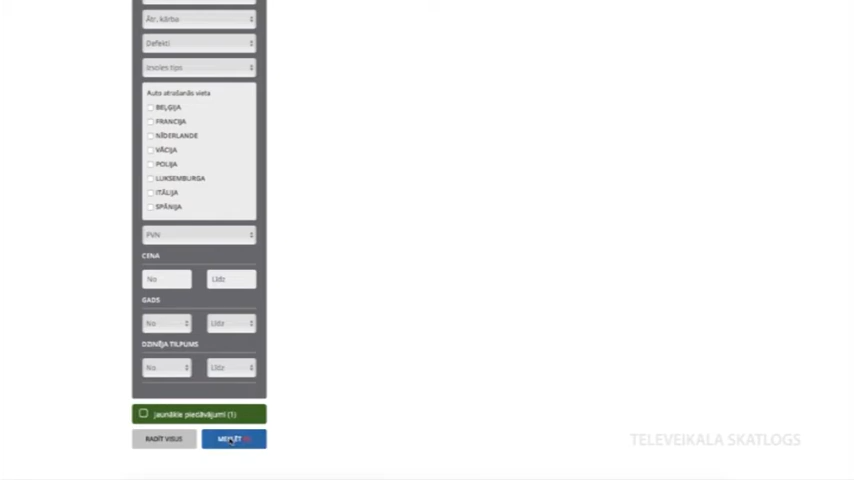 Ātr. kārba
Defekti
Izsoles tips
Auto atrašanās vieta
BEĻĢIJA
FRANCIJA
NĪDERLANDE
VĀCIJA
POLIJA
LUKSEMBURGA
ITĀLIJA
SPĀNIJA
PVN
CENA
No Līdz
GADS
No Līdz
DZINĒJA TILPUMS
No Līdz
Jaunākie piedāvājumi (1)
RĀDĪT VISUS
TELEVEIKALA SKATLOGS